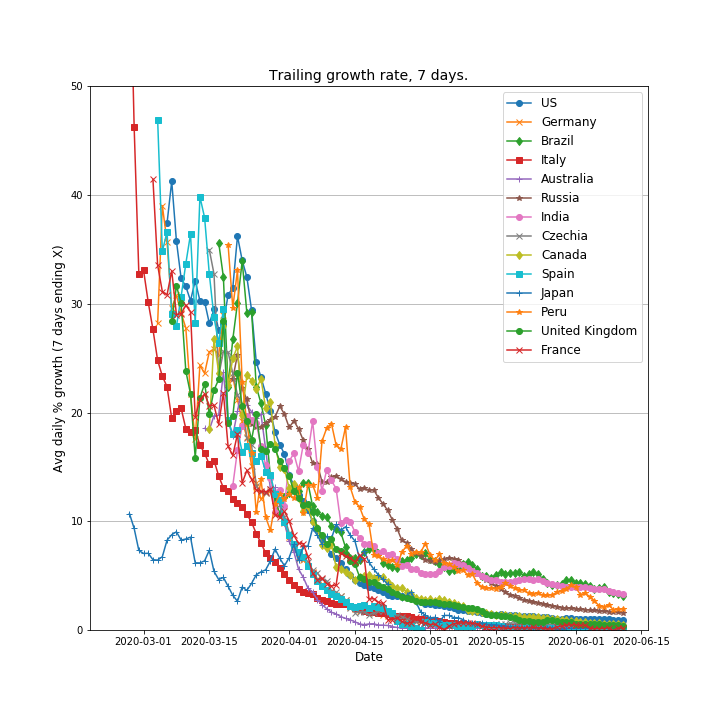 Trailing growth rate, 7 days.
Avg daily % growth (7 days ending X)
50
40
30
20
10
0
US
Germany
Brazil
Italy
Australia
Russia
India
Czechia
Canada
Spain
Japan
Peru
United Kingdom
France
2020-03-01
2020-03-15
2020-04-01
2020-04-15
2020-05-01
2020-05-15
2020-06-01
2020-06-15
Date